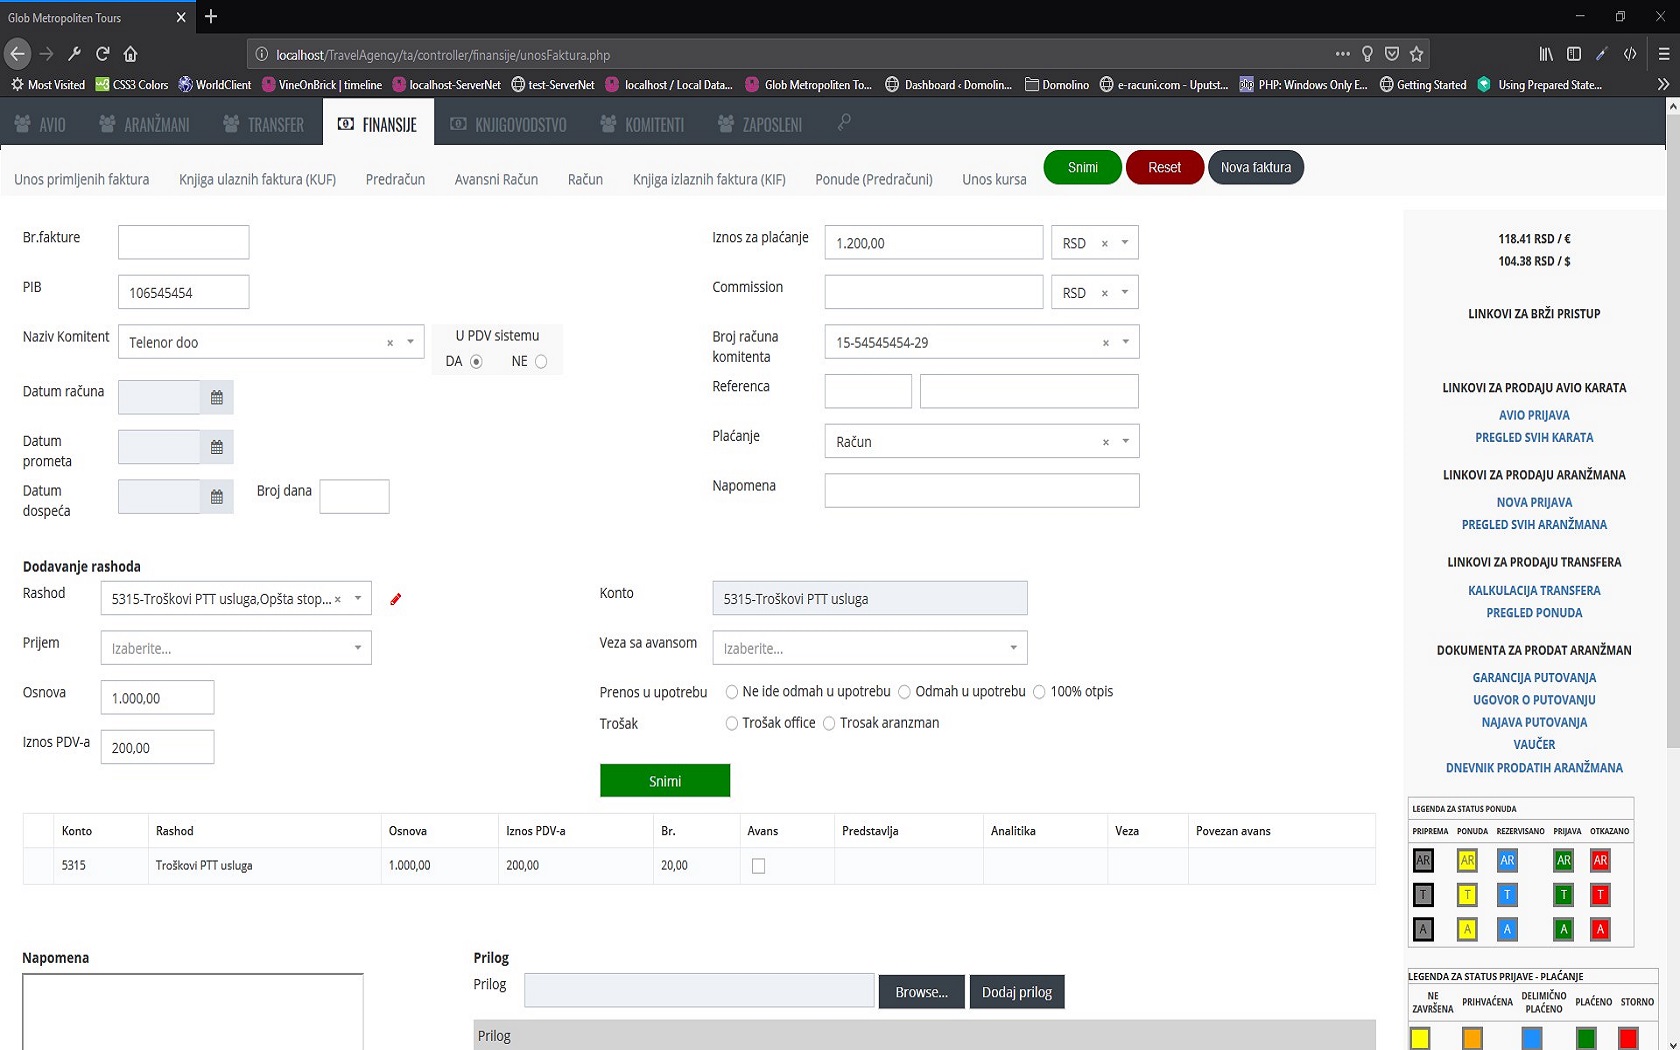 Glob Metropoliten Tours
localhost/TravelAgency/ta/controller/finansije/unosFaktura.php
Most Visited CSS3 Colors WorldClient VineOnBrick | timeline localhost-ServerNet test-ServerNet localhost / Local Data... Glob Metropoliten To... Dashboard ‹ Domolin... Domolino e-racuni.com - Uputst... PHP: Windows Only E... Getting Started Using Prepared State...
AVIO ARANŽMANI TRANSFER FINANSIJE KNJIGOVODSTVO KOMITENTI ZAPOSLENI
Unos primljenih faktura Knjiga ulaznih faktura (KUF) Predračun Avansni Račun Račun Knjiga izlaznih faktura (KIF) Ponude (Predračuni) Unos kursa Snimi Reset Nova faktura
Br.fakture
PIB 106545454
Naziv Komitent Telenor doo × U PDV sistemu
DA NE
Datum računa
Datum
prometa
Datum
dospeća
Broj dana
Iznos za plaćanje 1.200,00 RSD ×
Commission RSD ×
Broj računa
komitenta
15-54545454-29 ×
Referenca
Plaćanje Račun ×
Napomena
Dodavanje rashoda
Rashod 5315-Troškovi PTT usluga,Opšta stop... ×
Prijem Izaberite...
Osnova 1.000,00
Iznos PDV-a 200,00
Konto 5315-Troškovi PTT usluga
Veza sa avansom Izaberite...
Prenos u upotrebu Ne ide odmah u upotrebu Odmah u upotrebu 100% otpis
Trošak Trošak office Trosak aranzman
Snimi
Konto Rashod Osnova Iznos PDV-a Br. Avans Predstavlja Analitika Veza Povezan avans
5315 Troškovi PTT usluga 1.000,00 200,00 20,00
Napomena
Prilog
Prilog Browse... Dodaj prilog
Prilog
118.41 RSD / €
104.38 RSD / $
LINKOVI ZA BRŽI PRISTUP
LINKOVI ZA PRODAJU AVIO KARATA
AVIO PRIJAVA
PREGLED SVIH KARATA
LINKOVI ZA PRODAJU ARANŽMANA
NOVA PRIJAVA
PREGLED SVIH ARANŽMANA
LINKOVI ZA PRODAJU TRANSFERA
KALKULACIJA TRANSFERA
PREGLED PONUDA
DOKUMENTA ZA PRODAT ARANŽMAN
GARANCIJA PUTOVANJA
UGOVOR O PUTOVANJU
NAJAVA PUTOVANJA
VAUČER
DNEVNIK PRODATIH ARANŽMANA
LEGENDA ZA STATUS PONUDA
PRIPREMA PONUDA REZERVISANO PRIJAVA OTKAZANO
AR AR AR AR AR
T T T T T
A A A A A
LEGENDA ZA STATUS PRIJAVE - PLAĆANJE
NE
ZAVRŠENA
PRIHVAĆENA
DELIMIČNO
PLAĆENO
PLAĆENO
STORNO